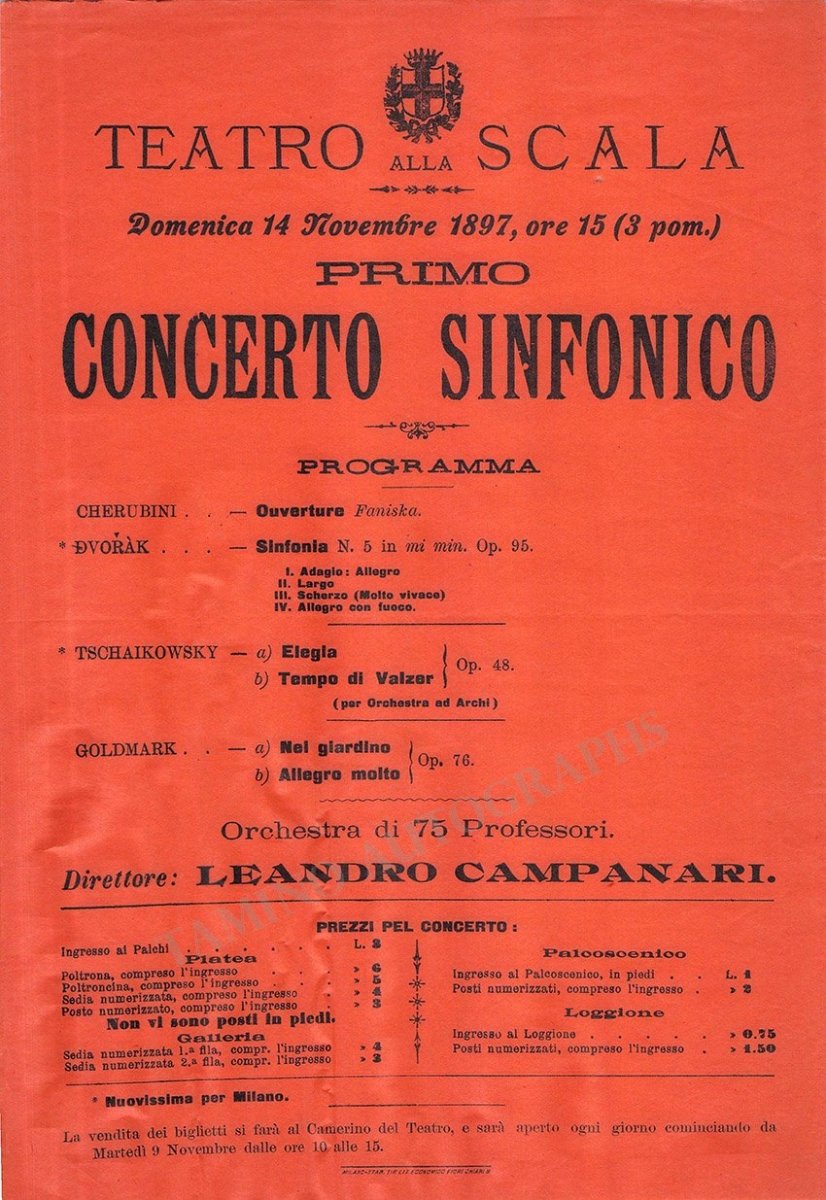 TEATRO ALLA SCALA
Domenica 14 Novembre 1897, ore 15 (3 pom.)
PRIMO
CONCERTO SINFONICO
PROGRAMMA
CHERUBINI . . — Ouverture Faniska.
* DVOŘÀK . . . — Sinfonia N. 5 in mi min. Op. 95.
I. Adagio: Allegro
II. Largo
III. Scherzo (Molto vivace)
IV. Allegro con fuoco.
* TSCHAIKOWSKY — a) Elegia
b) Tempo di Valzer
Op. 48.
(per Orchestra ad Archi)
GOLDMARK . . — a) Nel giardino
b) Allegro molto
Op. 76.
Orchestra di 75 Professori.
Direttore: LEANDRO CAMPANARI.
PREZZI PEL CONCERTO:
Ingresso ai Palchi . . . . . . L. 3
Platea
Poltrona, compreso l'ingresso . . . » 6
Poltroncina, compreso l'ingresso . . . » 5
Sedia numerizzata, compreso l'ingresso . » 4
Posto numerizzato, compreso l'ingresso . » 3
Non vi sono posti in piedi.
Galleria
Sedia numerizzata 1.ª fila, compr. l'ingresso » 4
Sedia numerizzata 2.ª fila, compr. l'ingresso » 3
Palcoscenico
Ingresso al Palcoscenico, in piedi . . L. 1
Posti numerizzati, compreso l'ingresso . » 2
Loggione
Ingresso al Loggione . . . . . » 0.75
Posti numerizzati, compreso l'ingresso . » 1.50
* Nuovissima per Milano.
La vendita dei biglietti si farà al Camerino del Teatro, e sarà aperto ogni giorno cominciando da
Martedì 9 Novembre dalle ore 10 alle 15.
TAMINO AUTOGRAPHS